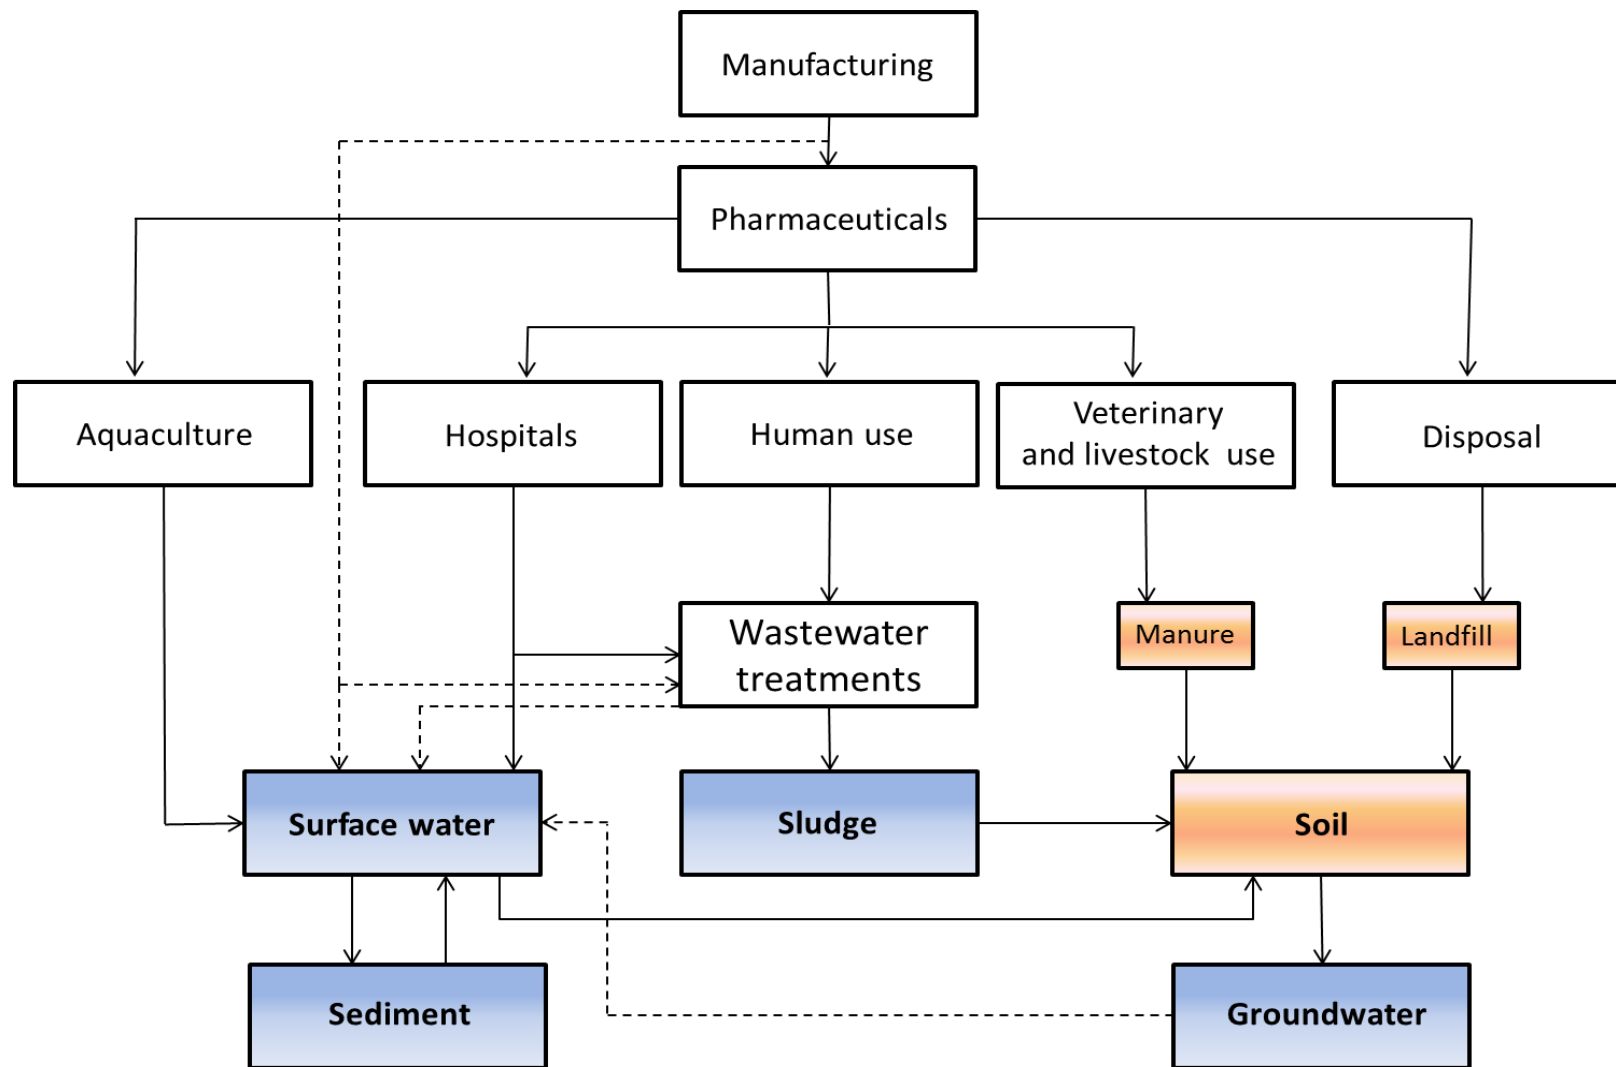 Manufacturing
Pharmaceuticals
Aquaculture
Hospitals
Human use
Veterinary
and livestock use
Disposal
Wastewater
treatments
Manure
Landfill
Surface water
Sludge
Soil
Sediment
Groundwater